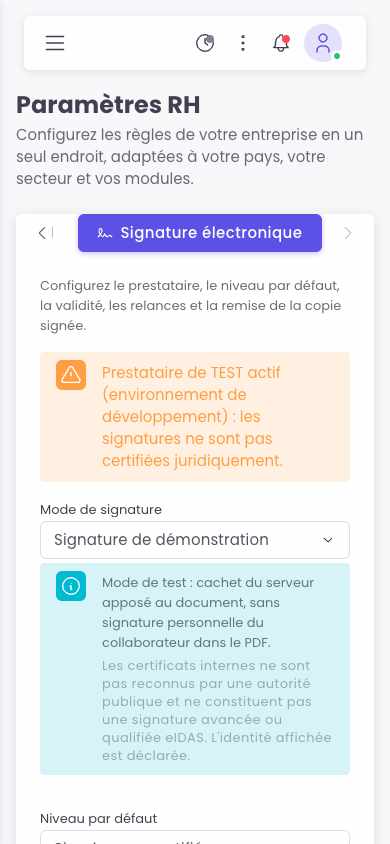 Paramètres RH
Configurez les règles de votre entreprise en un
seul endroit, adaptées à votre pays, votre
secteur et vos modules.
Signature électronique
Configurez le prestataire, le niveau par défaut,
la validité, les relances et la remise de la copie
signée.
Prestataire de TEST actif
(environnement de
développement) : les
signatures ne sont pas
certifiées juridiquement.
Mode de signature
Signature de démonstration
Mode de test : cachet du serveur
apposé au document, sans
signature personnelle du
collaborateur dans le PDF.
Les certificats internes ne sont
pas reconnus par une autorité
publique et ne constituent pas
une signature avancée ou
qualifiée eIDAS. L'identité affichée
est déclarée.
Niveau par défaut